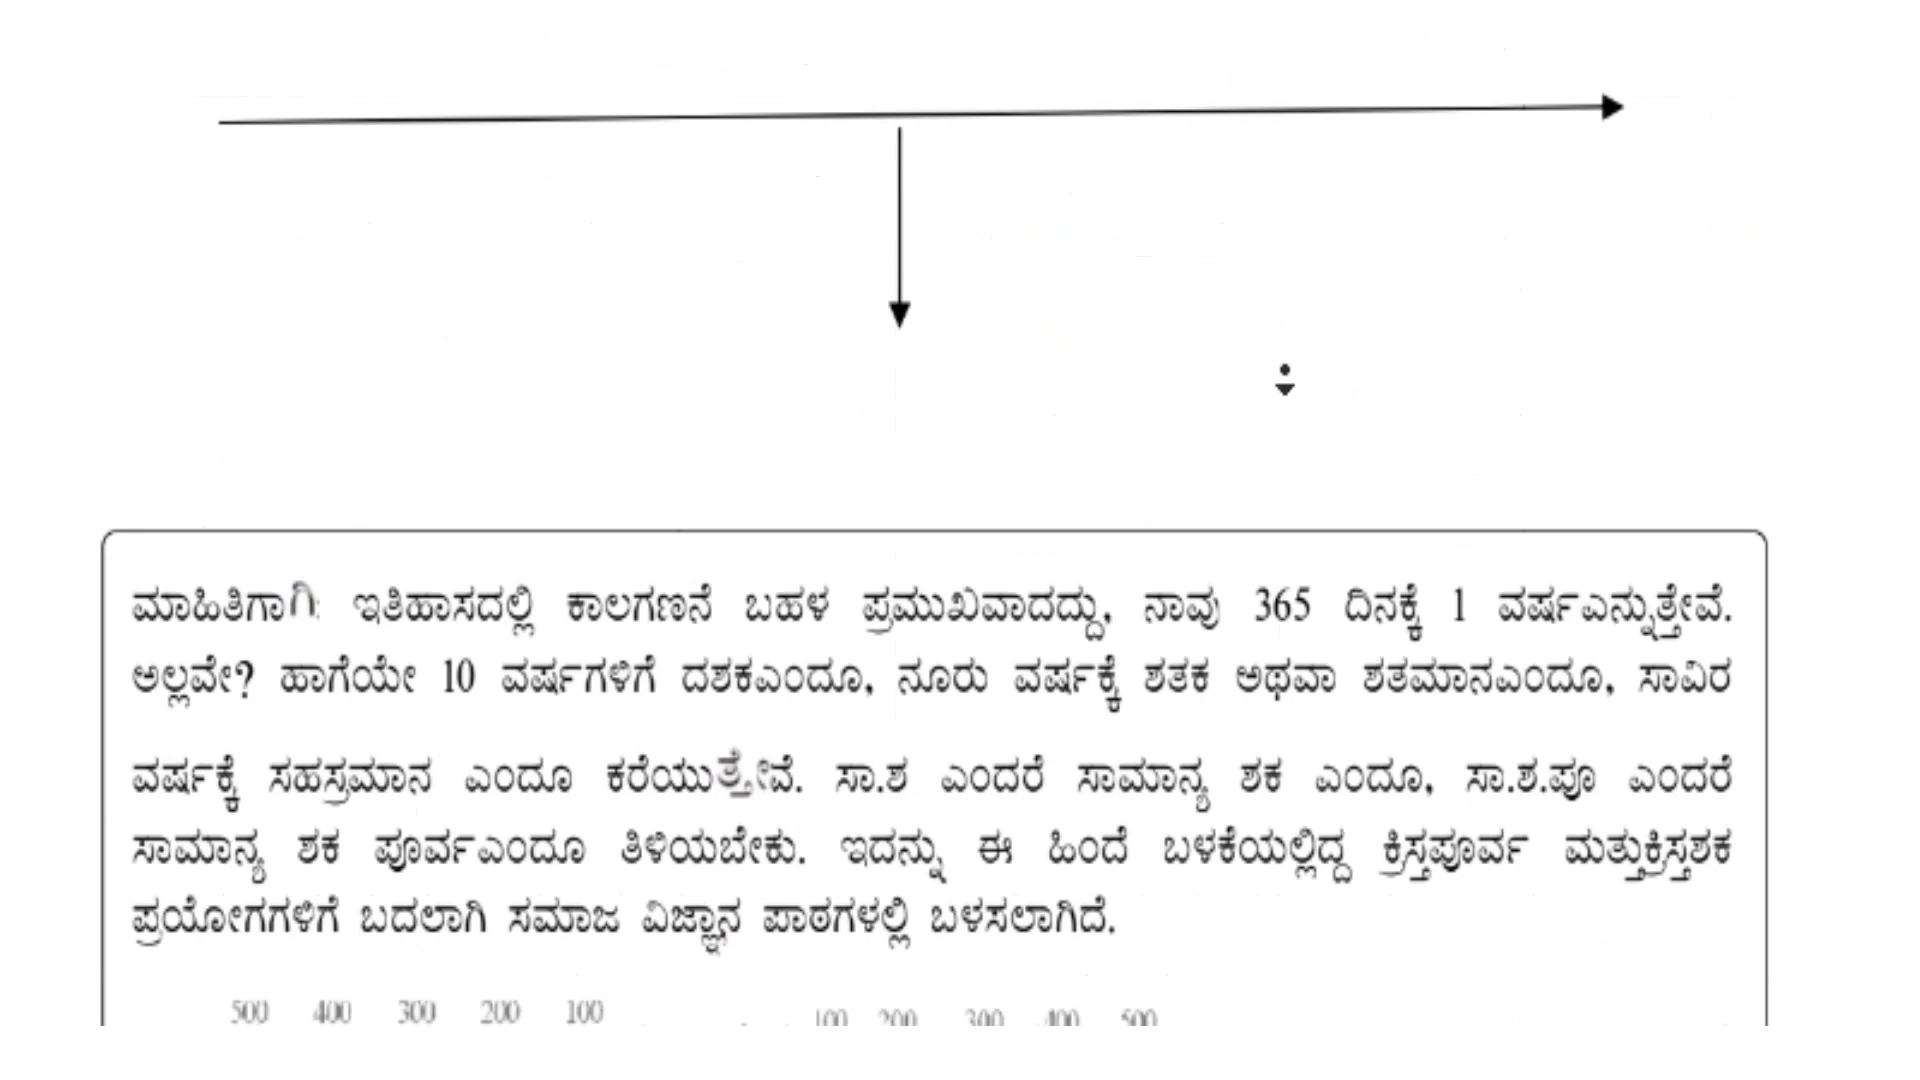 ಮಾಹಿತಿಗಾಗಿ: ಇತಿಹಾಸದಲ್ಲಿ ಕಾಲಗಣನೆ ಬಹಳ ಪ್ರಮುಖವಾದದ್ದು, ನಾವು 365 ದಿನಕ್ಕೆ 1 ವರ್ಷಎನ್ನುತ್ತೇವೆ.
ಅಲ್ಲವೇ? ಹಾಗೆಯೇ 10 ವರ್ಷಗಳಿಗೆ ದಶಕಎಂದೂ, ನೂರು ವರ್ಷಕ್ಕೆ ಶತಕ ಅಥವಾ ಶತಮಾನಎಂದೂ, ಸಾವಿರ
ವರ್ಷಕ್ಕೆ ಸಹಸ್ರಮಾನ ಎಂದೂ ಕರೆಯುತ್ತೇವೆ. ಸಾ.ಶ ಎಂದರೆ ಸಾಮಾನ್ಯ ಶಕ ಎಂದೂ, ಸಾ.ಶ.ಪೂ ಎಂದರೆ
ಸಾಮಾನ್ಯ ಶಕ ಪೂರ್ವಎಂದೂ ತಿಳಿಯಬೇಕು. ಇದನ್ನು ಈ ಹಿಂದೆ ಬಳಕೆಯಲ್ಲಿದ್ದ ಕ್ರಿಸ್ತಪೂರ್ವ ಮತ್ತುಕ್ರಿಸ್ತಶಕ
ಪ್ರಯೋಗಗಳಿಗೆ ಬದಲಾಗಿ ಸಮಾಜ ವಿಜ್ಞಾನ ಪಾಠಗಳಲ್ಲಿ ಬಳಸಲಾಗಿದೆ.
500 400 300 200 100 100 200 300 400 500